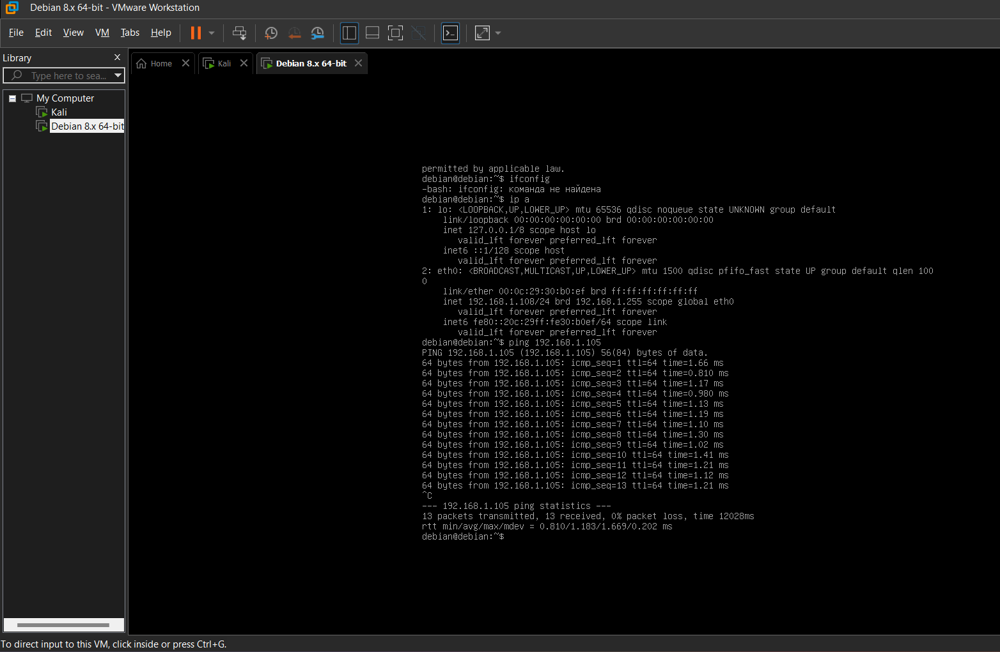 Debian 8.x 64-bit - VMware Workstation
File Edit View VM Tabs Help
Library
Type here to sea...
My Computer
Kali
Debian 8.x 64-bit
Home
Kali
Debian 8.x 64-bit
permitted by applicable law.
debian@debian:~$ ifconfig
-bash: ifconfig: команда не найдена
debian@debian:~$ ip a
1: lo: <LOOPBACK,UP,LOWER_UP> mtu 65536 qdisc noqueue state UNKNOWN group default
link/loopback 00:00:00:00:00:00 brd 00:00:00:00:00:00
inet 127.0.0.1/8 scope host lo
valid_lft forever preferred_lft forever
inet6 ::1/128 scope host
valid_lft forever preferred_lft forever
2: eth0: <BROADCAST,MULTICAST,UP,LOWER_UP> mtu 1500 qdisc pfifo_fast state UP group default qlen 100
0
link/ether 00:0c:29:30:b0:ef brd ff:ff:ff:ff:ff:ff
inet 192.168.1.108/24 brd 192.168.1.255 scope global eth0
valid_lft forever preferred_lft forever
inet6 fe80::20c:29ff:fe30:b0ef/64 scope link
valid_lft forever preferred_lft forever
debian@debian:~$ ping 192.168.1.105
PING 192.168.1.105 (192.168.1.105) 56(84) bytes of data.
64 bytes from 192.168.1.105: icmp_seq=1 ttl=64 time=1.66 ms
64 bytes from 192.168.1.105: icmp_seq=2 ttl=64 time=0.810 ms
64 bytes from 192.168.1.105: icmp_seq=3 ttl=64 time=1.17 ms
64 bytes from 192.168.1.105: icmp_seq=4 ttl=64 time=0.980 ms
64 bytes from 192.168.1.105: icmp_seq=5 ttl=64 time=1.13 ms
64 bytes from 192.168.1.105: icmp_seq=6 ttl=64 time=1.19 ms
64 bytes from 192.168.1.105: icmp_seq=7 ttl=64 time=1.10 ms
64 bytes from 192.168.1.105: icmp_seq=8 ttl=64 time=1.30 ms
64 bytes from 192.168.1.105: icmp_seq=9 ttl=64 time=1.02 ms
64 bytes from 192.168.1.105: icmp_seq=10 ttl=64 time=1.41 ms
64 bytes from 192.168.1.105: icmp_seq=11 ttl=64 time=1.21 ms
64 bytes from 192.168.1.105: icmp_seq=12 ttl=64 time=1.12 ms
64 bytes from 192.168.1.105: icmp_seq=13 ttl=64 time=1.21 ms
^C
--- 192.168.1.105 ping statistics ---
13 packets transmitted, 13 received, 0% packet loss, time 12028ms
rtt min/avg/max/mdev = 0.810/1.183/1.669/0.202 ms
debian@debian:~$
To direct input to this VM, click inside or press Ctrl+G.